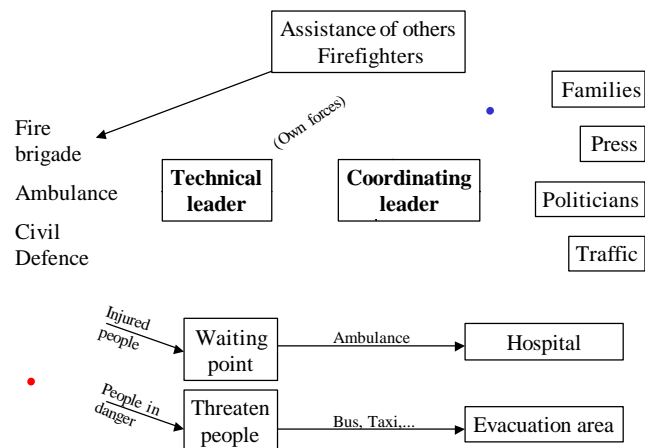 Assistance of others
Firefighters
Families
(Own forces)
Fire
brigade
Press
Ambulance
Technical
leader
Coordinating
leader
Politicians
Civil
Defence
Traffic
Injured
people
Waiting
point
Ambulance
Hospital
People in
danger
Threaten
people
Bus, Taxi,...
Evacuation area